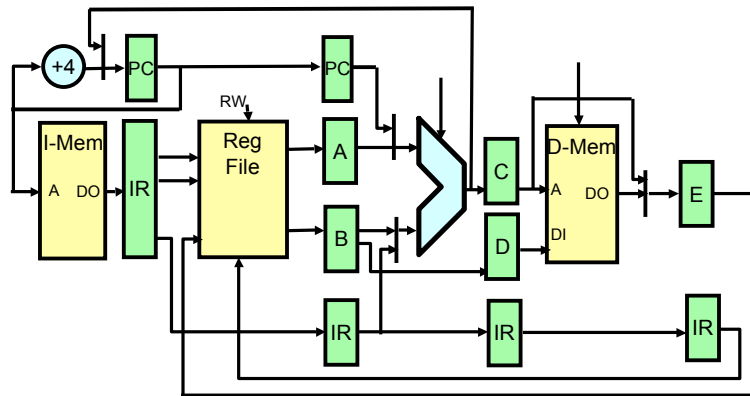 +4
PC
PC
RW
I-Mem
A
DO
IR
Reg
File
A
B
C
D
D-Mem
A
DO
DI
E
IR
IR
IR